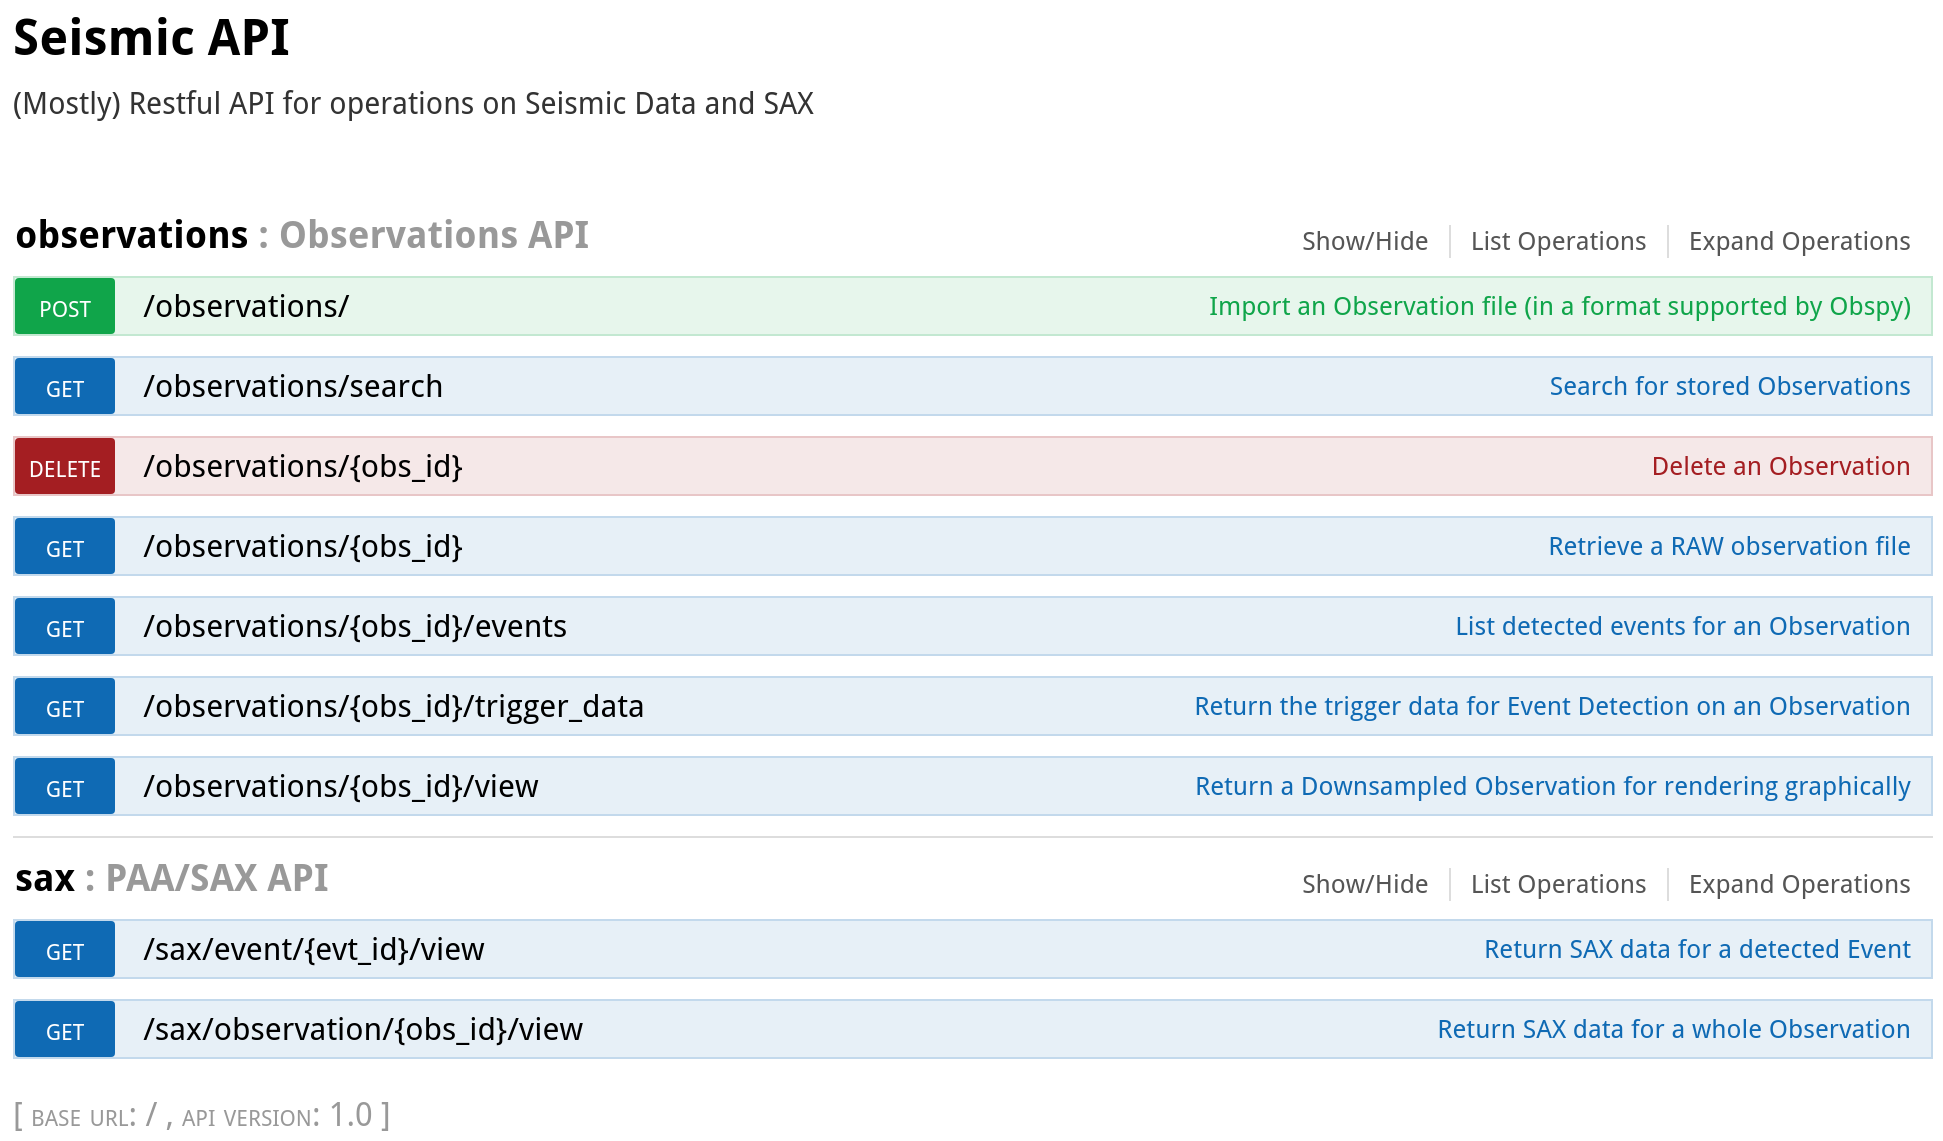 Seismic API
(Mostly) Restful API for operations on Seismic Data and SAX
observations : Observations API Show/Hide List Operations Expand Operations
POST /observations/ Import an Observation file (in a format supported by Obspy)
GET /observations/search Search for stored Observations
DELETE /observations/{obs_id} Delete an Observation
GET /observations/{obs_id} Retrieve a RAW observation file
GET /observations/{obs_id}/events List detected events for an Observation
GET /observations/{obs_id}/trigger_data Return the trigger data for Event Detection on an Observation
GET /observations/{obs_id}/view Return a Downsampled Observation for rendering graphically
sax : PAA/SAX API Show/Hide List Operations Expand Operations
GET /sax/event/{evt_id}/view Return SAX data for a detected Event
GET /sax/observation/{obs_id}/view Return SAX data for a whole Observation
[ BASE URL: / , API VERSION: 1.0 ]